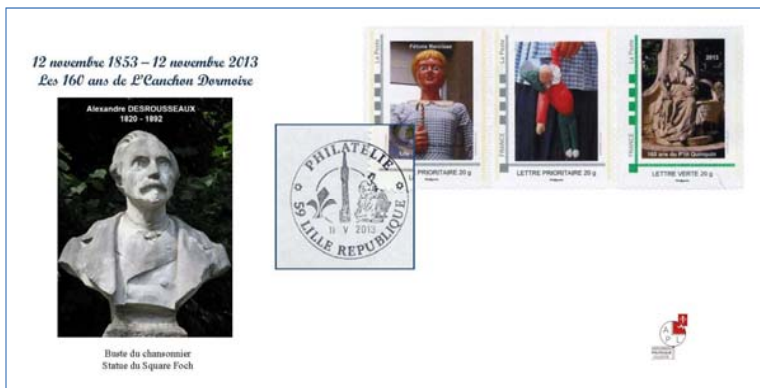 12 novembre 1853 – 12 novembre 2013
Les 160 ans de L'Canchon Dormoire
Alexandre DESROUSSEAUX
1820 - 1892
Buste du chansonnier
Statue du Square Foch
PHILATELIE
59 LILLE REPUBLIQUE
11 V 2013
La Poste
LETTRE PRIORITAIRE 20 g
FRANCE
La Poste
LETTRE PRIORITAIRE 20 g
FRANCE
La Poste
2013
160 ans du P'tit Quinquin
LETTRE VERTE 20 g
APL